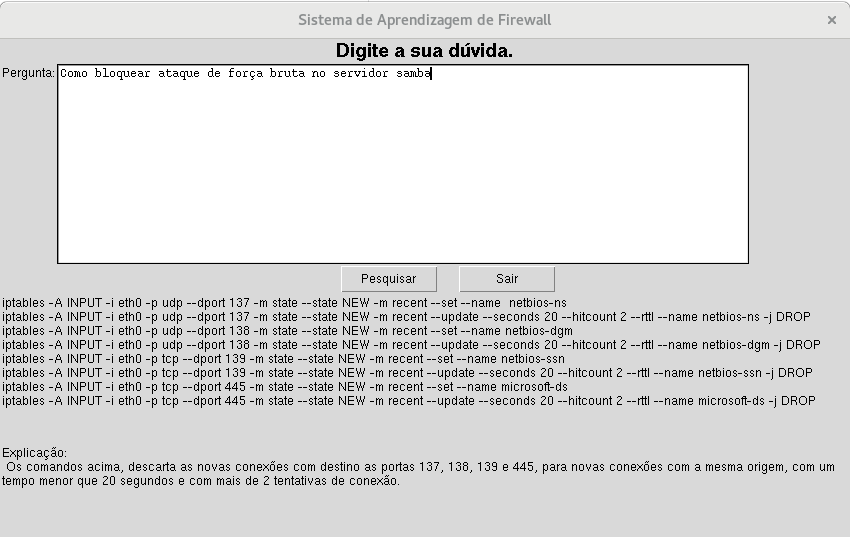 Sistema de Aprendizagem de Firewall ×
Digite a sua dúvida.
Pergunta: Como bloquear ataque de força bruta no servidor samba
Pesquisar Sair
iptables -A INPUT -i eth0 -p udp --dport 137 -m state --state NEW -m recent --set --name  netbios-ns
iptables -A INPUT -i eth0 -p udp --dport 137 -m state --state NEW -m recent --update --seconds 20 --hitcount 2 --rttl --name netbios-ns -j DROP
iptables -A INPUT -i eth0 -p udp --dport 138 -m state --state NEW -m recent --set --name netbios-dgm
iptables -A INPUT -i eth0 -p udp --dport 138 -m state --state NEW -m recent --update --seconds 20 --hitcount 2 --rttl --name netbios-dgm -j DROP
iptables -A INPUT -i eth0 -p tcp --dport 139 -m state --state NEW -m recent --set --name netbios-ssn
iptables -A INPUT -i eth0 -p tcp --dport 139 -m state --state NEW -m recent --update --seconds 20 --hitcount 2 --rttl --name netbios-ssn -j DROP
iptables -A INPUT -i eth0 -p tcp --dport 445 -m state --state NEW -m recent --set --name microsoft-ds
iptables -A INPUT -i eth0 -p tcp --dport 445 -m state --state NEW -m recent --update --seconds 20 --hitcount 2 --rttl --name microsoft-ds -j DROP
Explicação:
Os comandos acima, descarta as novas conexões com destino as portas 137, 138, 139 e 445, para novas conexões com a mesma origem, com um
tempo menor que 20 segundos e com mais de 2 tentativas de conexão.